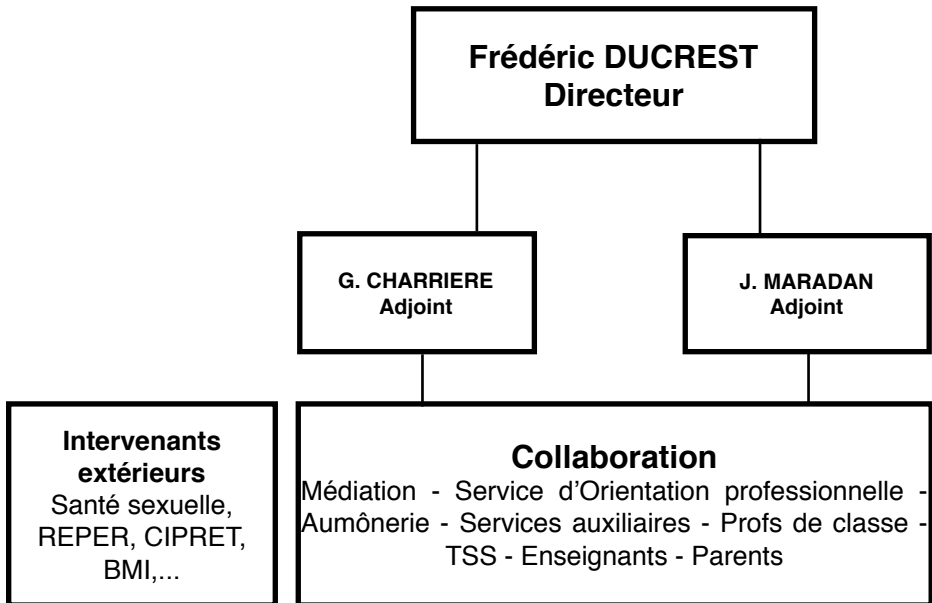 Frédéric DUCREST
Directeur
G. CHARRIERE
Adjoint
J. MARADAN
Adjoint
Intervenants
extérieurs
Santé sexuelle,
REPER, CIPRET,
BMI,...
Collaboration
Médiation - Service d’Orientation professionnelle -
Aumônerie - Services auxiliaires - Profs de classe -
TSS - Enseignants - Parents